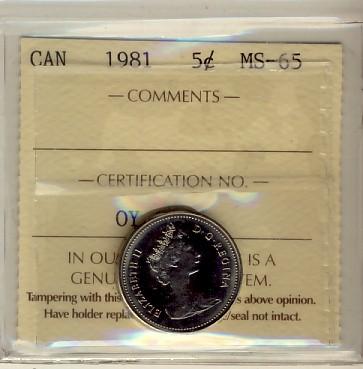 CAN 1981 5¢ MS-65
— COMMENTS —
— CERTIFICATION NO. —
OY
IN OU IS A
GENU EM.
Tampering with this s above opinion.
Have holder repla /seal not intact.
ELIZABETH II D·G·REGINA